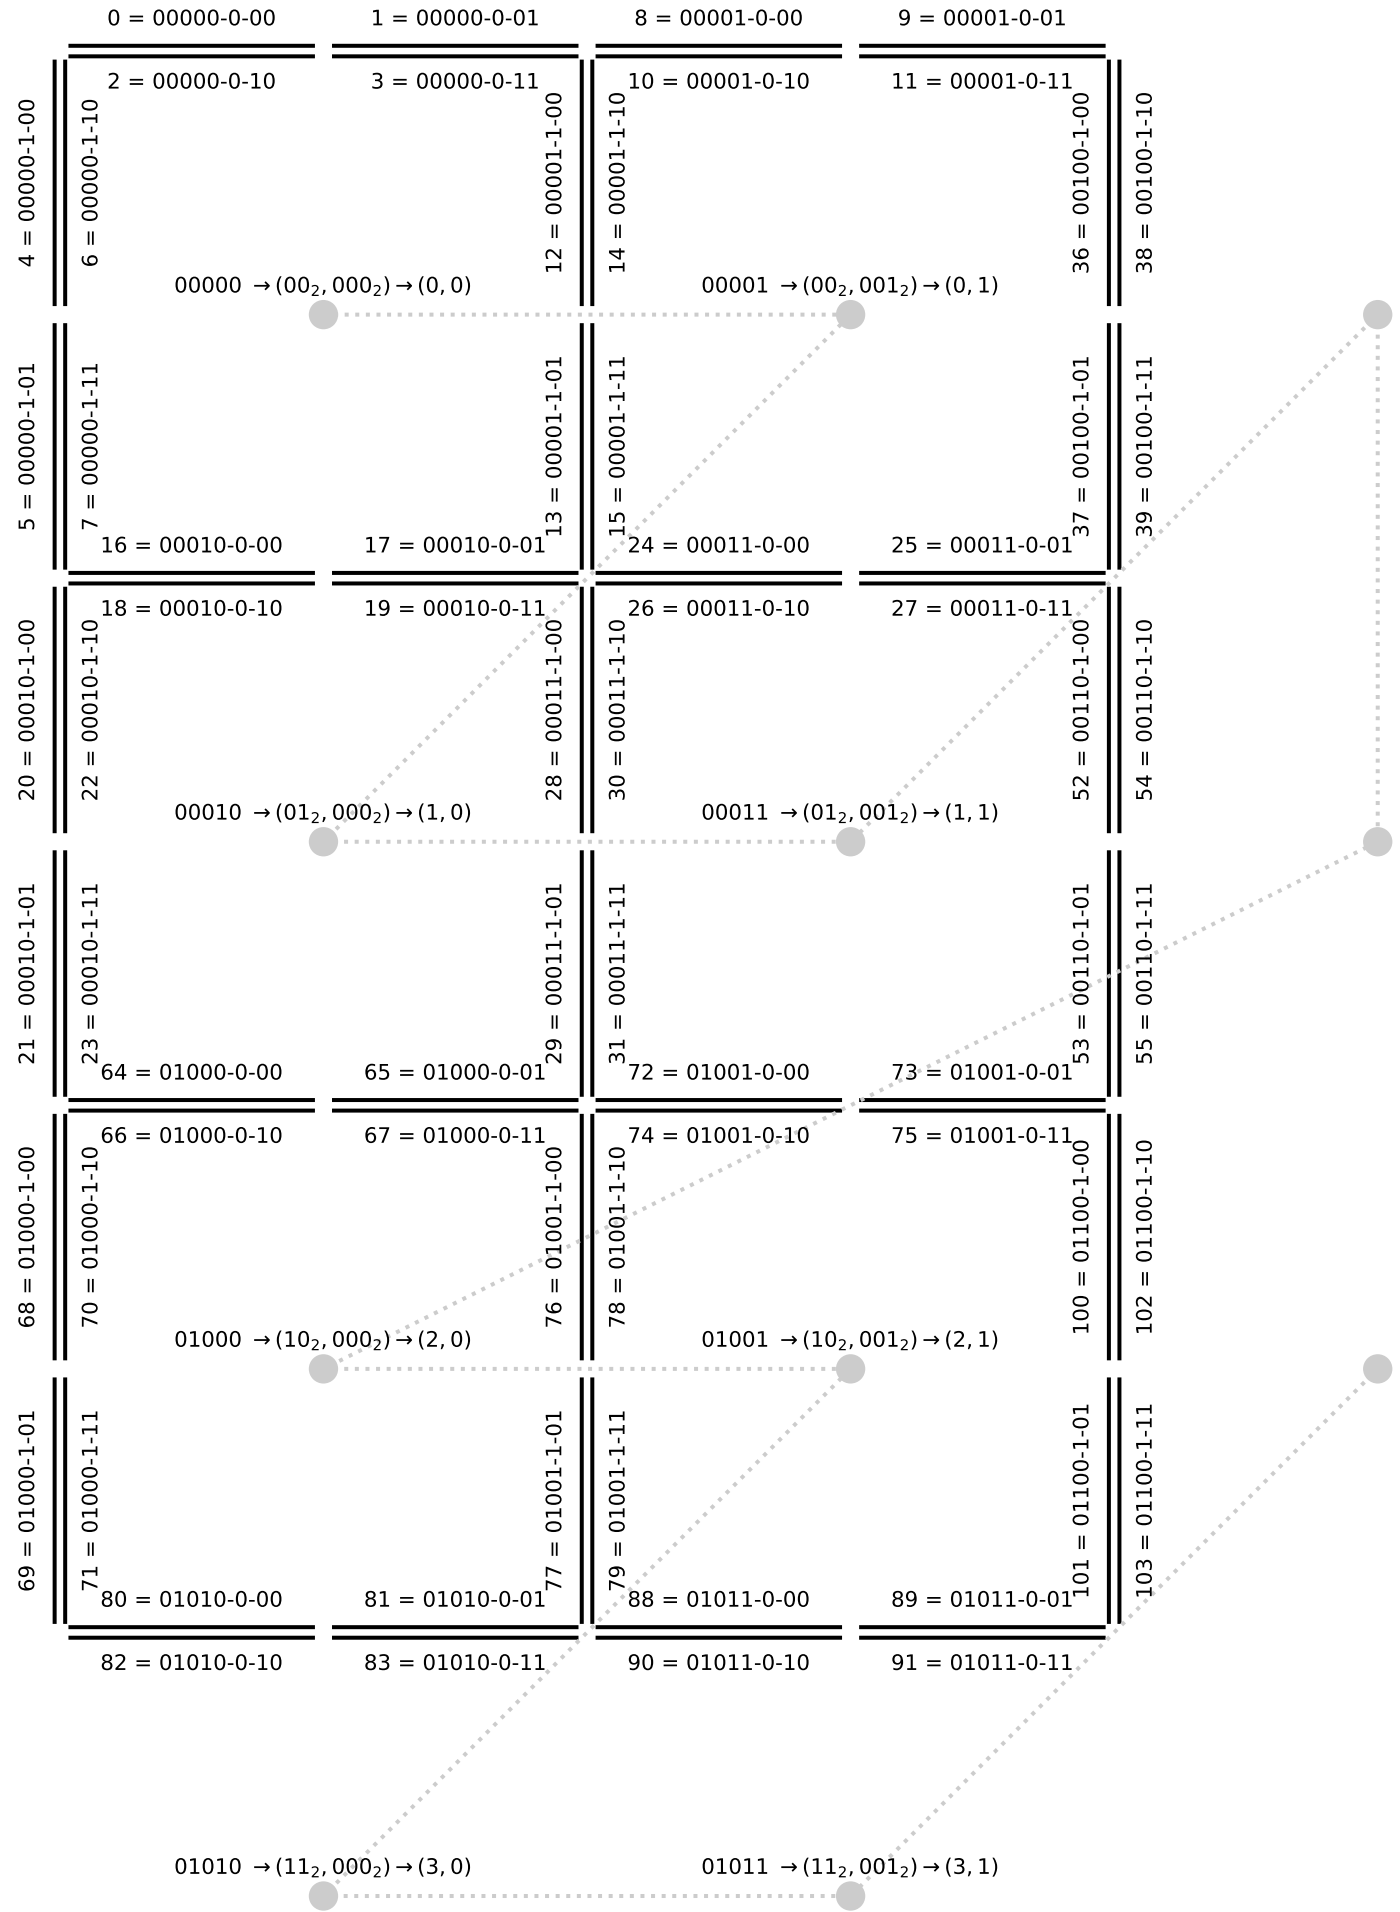 0 = 00000-0-00
1 = 00000-0-01
8 = 00001-0-00
9 = 00001-0-01
2 = 00000-0-10
3 = 00000-0-11
10 = 00001-0-10
11 = 00001-0-11
4 = 00000-1-00
6 = 00000-1-10
12 = 00001-1-00
14 = 00001-1-10
36 = 00100-1-00
38 = 00100-1-10
00000 →(00₂,000₂)→(0,0)
00001 →(00₂,001₂)→(0,1)
5 = 00000-1-01
7 = 00000-1-11
13 = 00001-1-01
15 = 00001-1-11
37 = 00100-1-01
39 = 00100-1-11
16 = 00010-0-00
17 = 00010-0-01
24 = 00011-0-00
25 = 00011-0-01
18 = 00010-0-10
19 = 00010-0-11
26 = 00011-0-10
27 = 00011-0-11
20 = 00010-1-00
22 = 00010-1-10
28 = 00011-1-00
30 = 00011-1-10
52 = 00110-1-00
54 = 00110-1-10
00010 →(01₂,000₂)→(1,0)
00011 →(01₂,001₂)→(1,1)
21 = 00010-1-01
23 = 00010-1-11
29 = 00011-1-01
31 = 00011-1-11
53 = 00110-1-01
55 = 00110-1-11
64 = 01000-0-00
65 = 01000-0-01
72 = 01001-0-00
73 = 01001-0-01
66 = 01000-0-10
67 = 01000-0-11
74 = 01001-0-10
75 = 01001-0-11
68 = 01000-1-00
70 = 01000-1-10
76 = 01001-1-00
78 = 01001-1-10
100 = 01100-1-00
102 = 01100-1-10
01000 →(10₂,000₂)→(2,0)
01001 →(10₂,001₂)→(2,1)
69 = 01000-1-01
71 = 01000-1-11
77 = 01001-1-01
79 = 01001-1-11
101 = 01100-1-01
103 = 01100-1-11
80 = 01010-0-00
81 = 01010-0-01
88 = 01011-0-00
89 = 01011-0-01
82 = 01010-0-10
83 = 01010-0-11
90 = 01011-0-10
91 = 01011-0-11
01010 →(11₂,000₂)→(3,0)
01011 →(11₂,001₂)→(3,1)